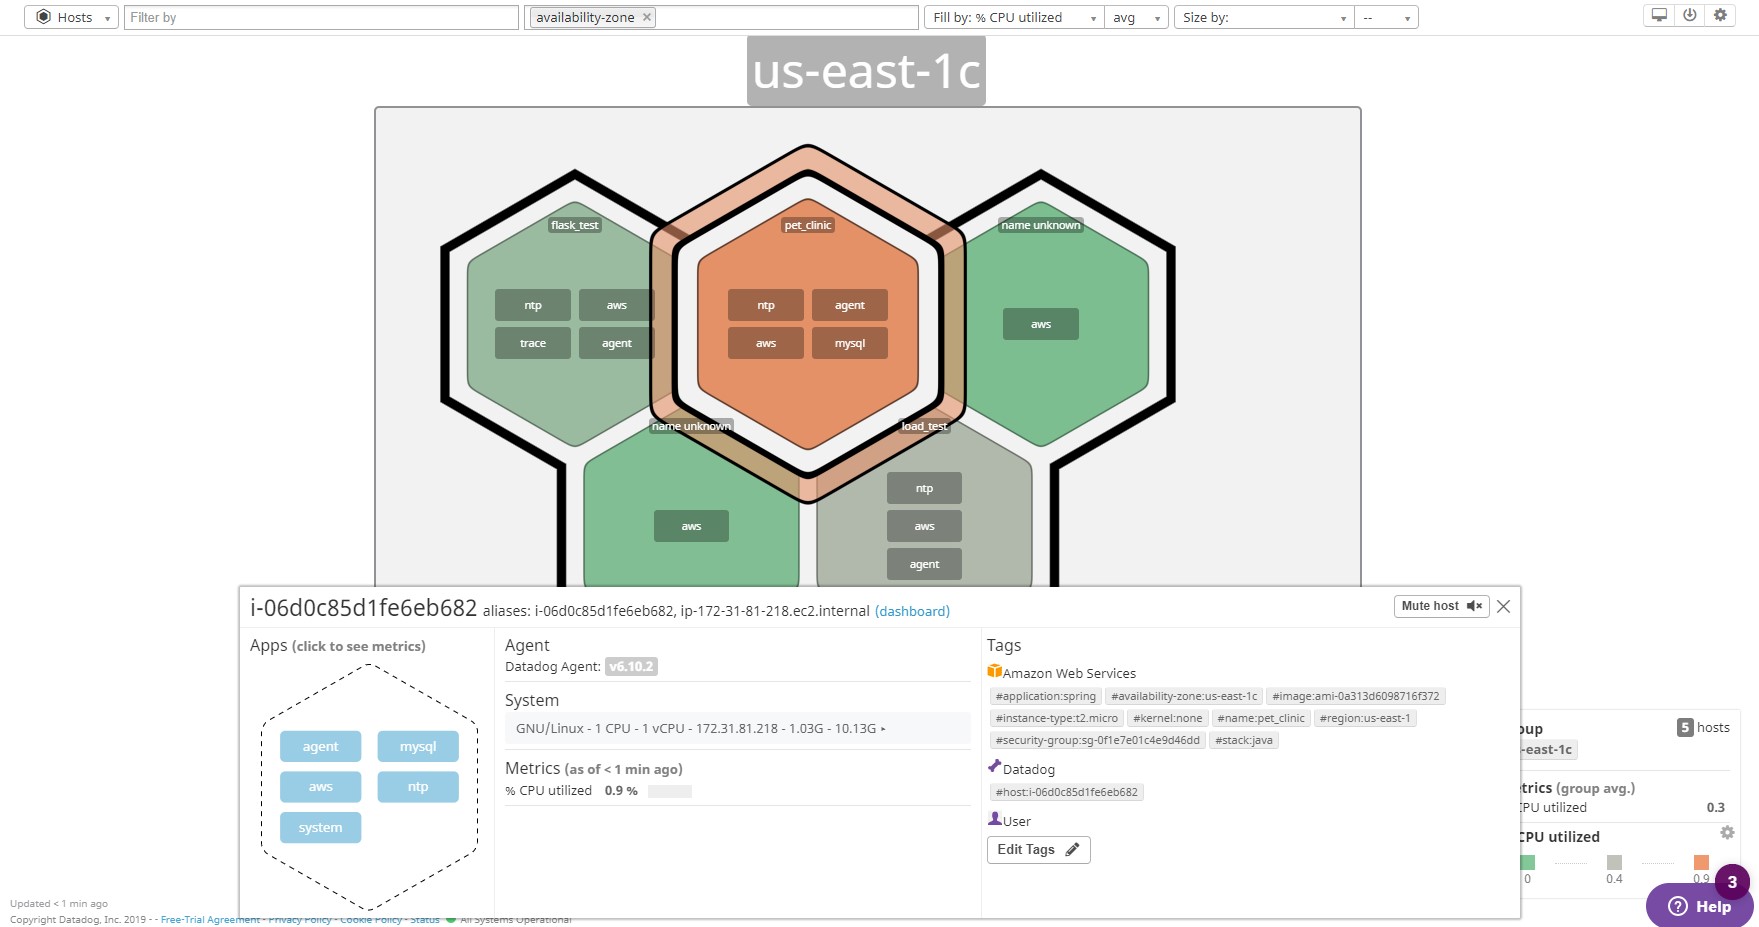 Hosts
Filter by
availability-zone ×
Fill by: % CPU utilized
avg
Size by:
--
us-east-1c
flask_test
pet_clinic
name unknown
ntp
aws
trace
agent
ntp
agent
aws
mysql
aws
name unknown
load_test
aws
ntp
aws
agent
i-06d0c85d1fe6eb682 aliases: i-06d0c85d1fe6eb682, ip-172-31-81-218.ec2.internal (dashboard)
Mute host
Apps (click to see metrics)
agent
mysql
aws
ntp
system
Agent
Datadog Agent: v6.10.2
System
GNU/Linux - 1 CPU - 1 vCPU - 172.31.81.218 - 1.03G - 10.13G
Metrics (as of < 1 min ago)
% CPU utilized 0.9 %
Tags
Amazon Web Services
#application:spring #availability-zone:us-east-1c #image:ami-0a313d6098716f372
#instance-type:t2.micro #kernel:none #name:pet_clinic #region:us-east-1
#security-group:sg-0f1e7e01c4e9d46dd #stack:java
Datadog
#host:i-06d0c85d1fe6eb682
User
Edit Tags
oup
5 hosts
-east-1c
trics (group avg.)
CPU utilized 0.3
CPU utilized
0
0.4
0.9
3
Help
Updated < 1 min ago
Copyright Datadog, Inc. 2019 - - Free-Trial Agreement - Privacy Policy - Cookie Policy - Status All Systems Operational